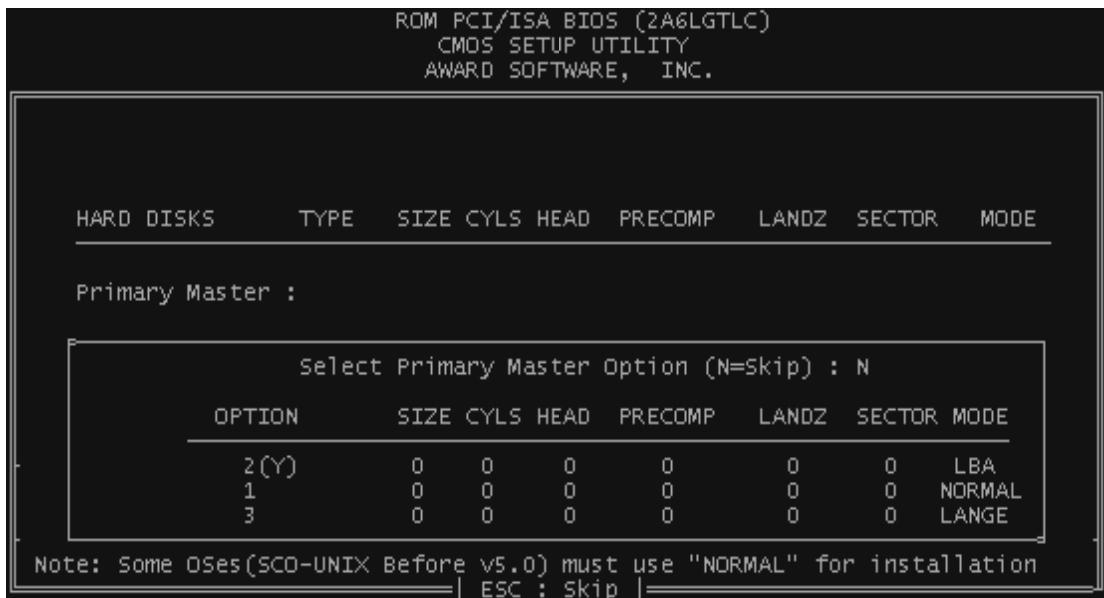 ROM PCI/ISA BIOS (2A6LGTLC)
CMOS SETUP UTILITY
AWARD SOFTWARE, INC.
HARD DISKS TYPE SIZE CYLS HEAD PRECOMP LANDZ SECTOR MODE
Primary Master :
Select Primary Master Option (N=Skip) : N
OPTION SIZE CYLS HEAD PRECOMP LANDZ SECTOR MODE
2(Y) 0 0 0 0 0 0 LBA
1 0 0 0 0 0 0 NORMAL
3 0 0 0 0 0 0 LANGE
Note: Some OSes(SCO-UNIX Before v5.0) must use "NORMAL" for installation
ESC : Skip